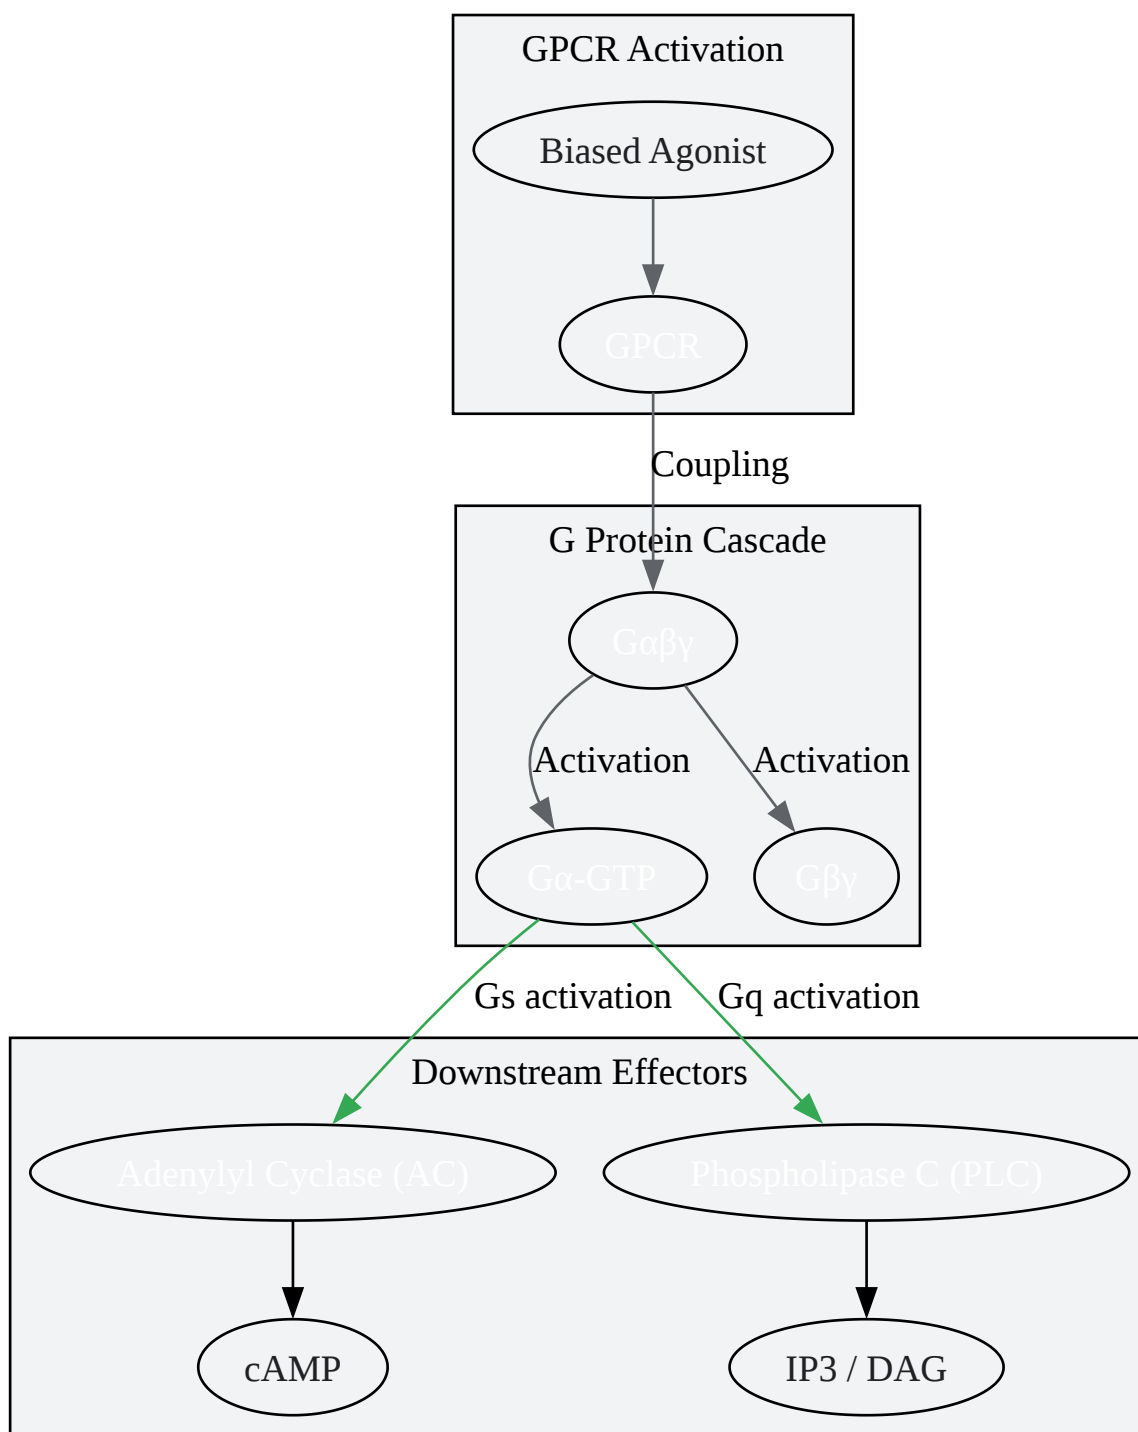 GPCR Activation
Biased Agonist
GPCR
Coupling
G Protein Cascade
Gαβγ
Activation
Activation
Gα-GTP
Gβγ
Gs activation
Gq activation
Downstream Effectors
Adenylyl Cyclase (AC)
Phospholipase C (PLC)
cAMP
IP3 / DAG